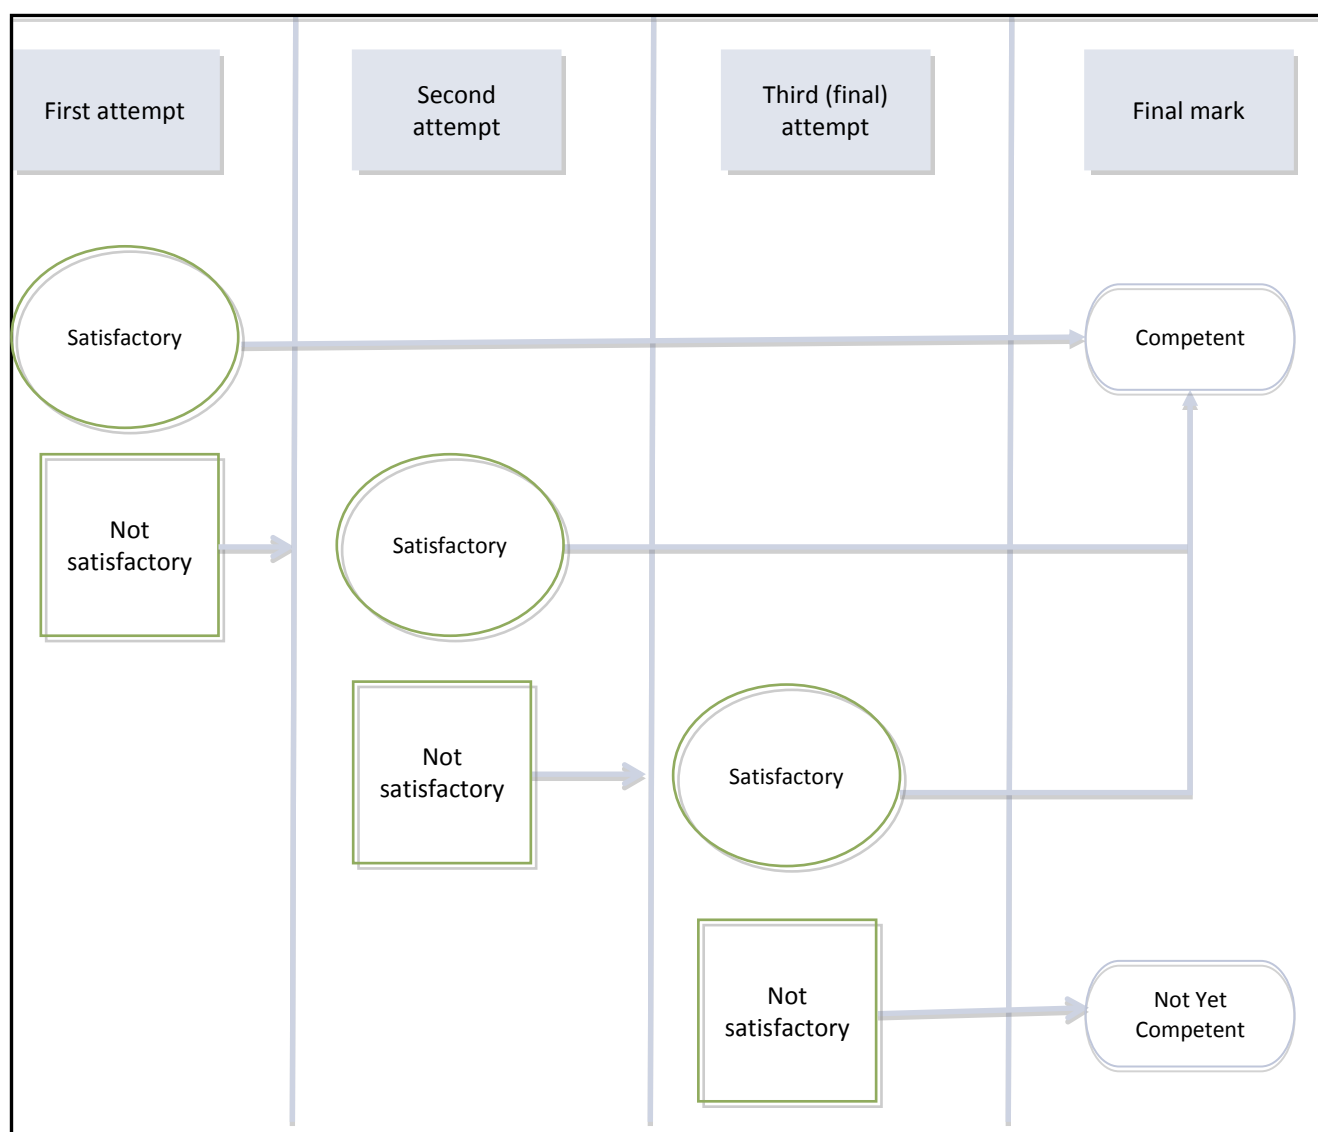 First attempt
Second
attempt
Third (final)
attempt
Final mark
Satisfactory
Competent
Not
satisfactory
Satisfactory
Not
satisfactory
Satisfactory
Not
satisfactory
Not Yet
Competent